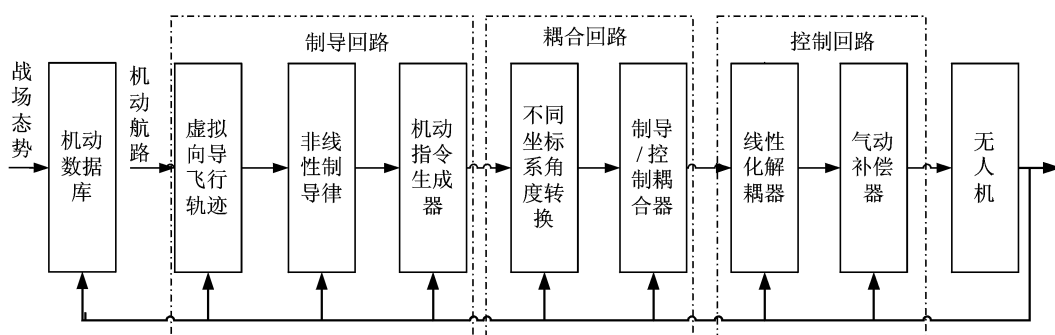 制导回路
耦合回路
控制回路
战场态势
机动
数据
库
机动航路
虚拟
向导
飞行
轨迹
非线
性制
导律
机动
指令
生成
器
不同
坐标
系角
度转
换
制导
/控
制耦
合器
线性
化解
耦器
气动
补偿
器
无
人
机